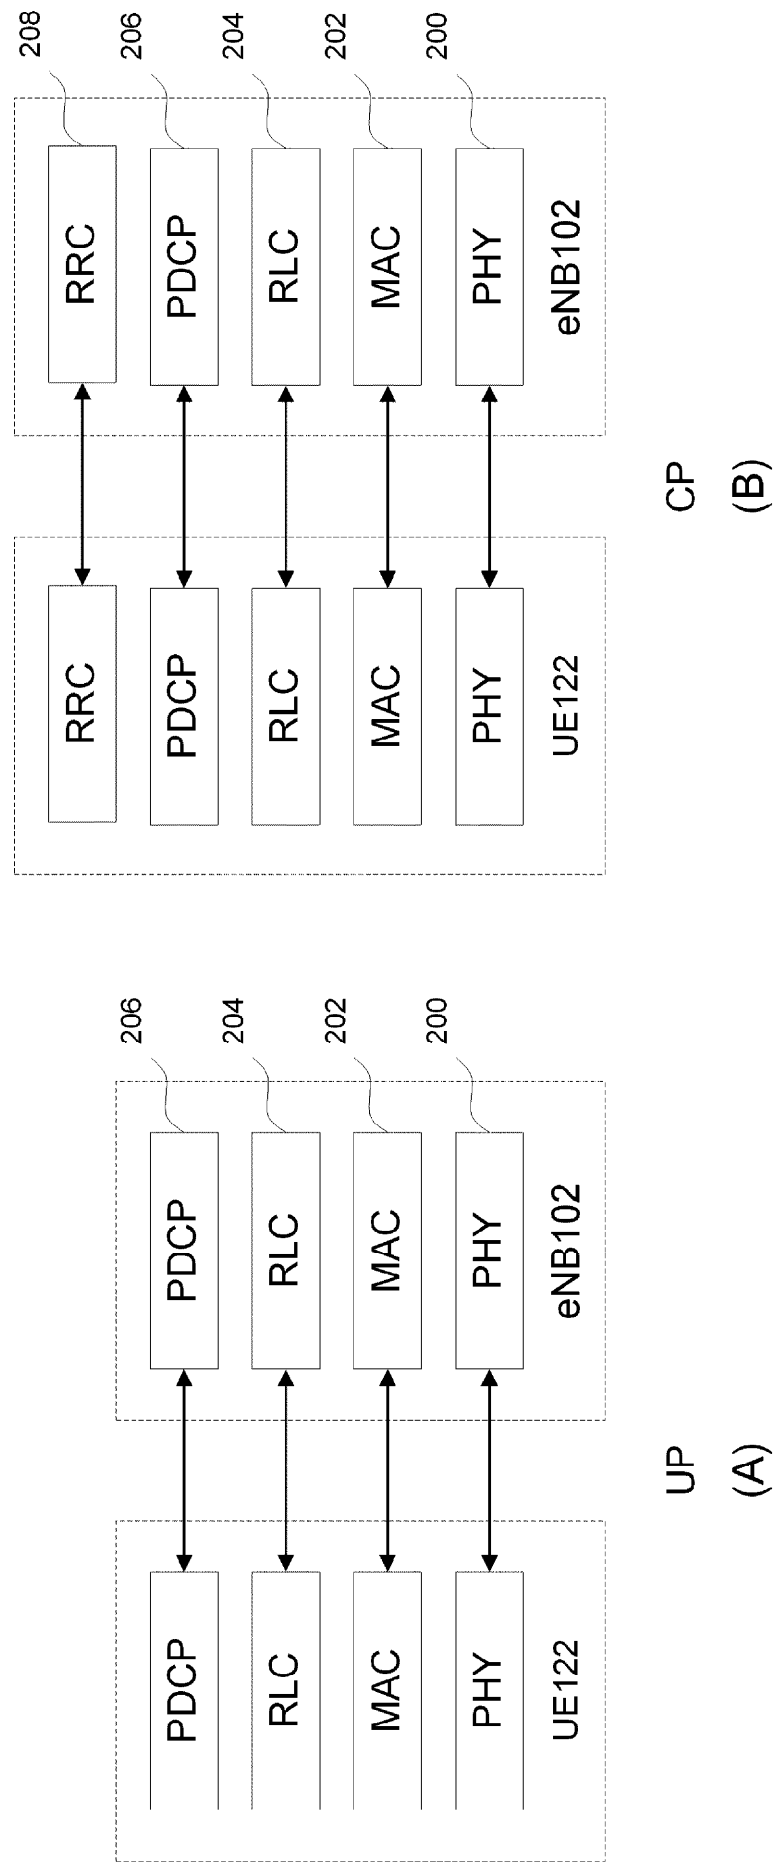 PDCP
PDCP
206
RLC
RLC
204
MAC
MAC
202
PHY
PHY
200
UE122
eNB102
UP
(A)
RRC
RRC
208
PDCP
PDCP
206
RLC
RLC
204
MAC
MAC
202
PHY
PHY
200
UE122
eNB102
CP
(B)